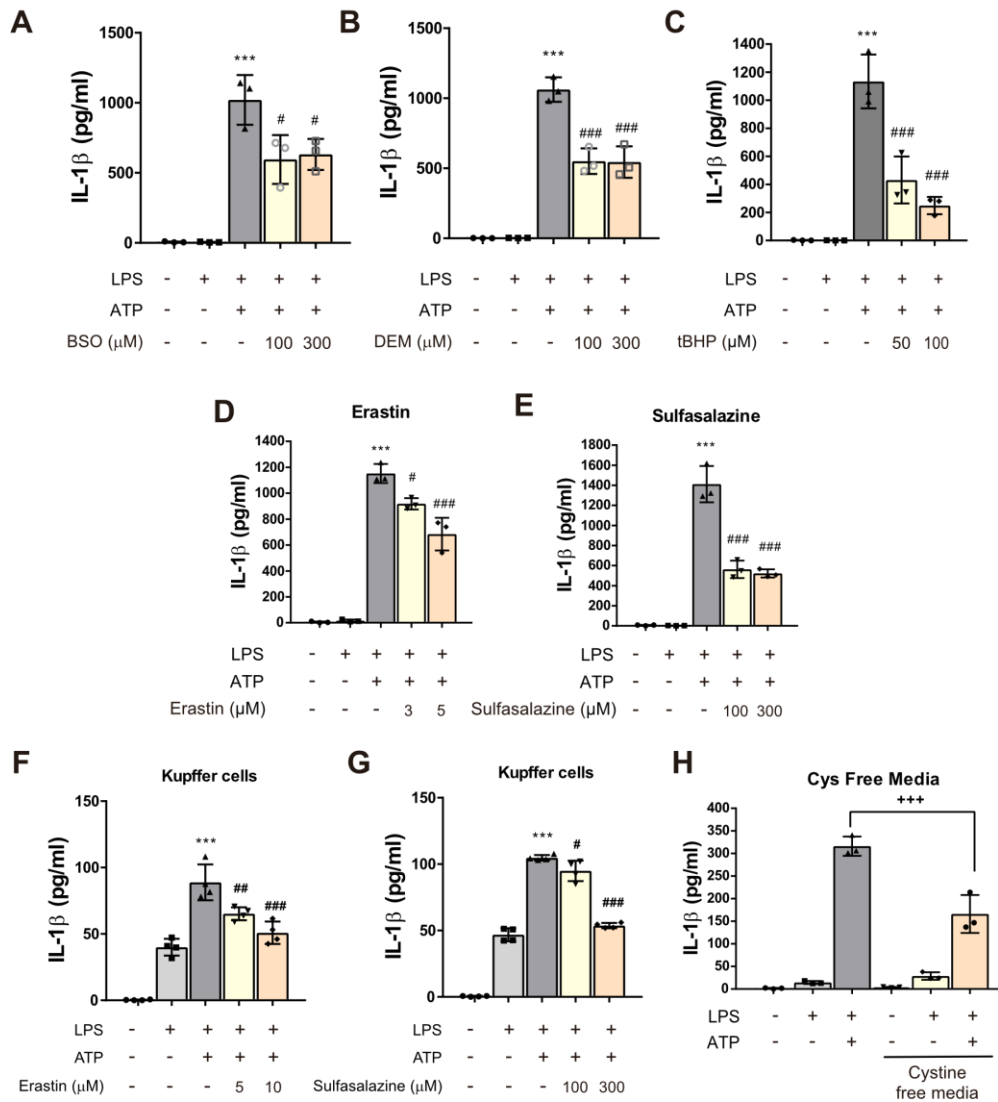 A
IL-1β (pg/ml)
1500
1000
500
0
***
#
#
LPS - + + + +
ATP - - + + +
BSO (μM) - - - 100 300
B
IL-1β (pg/ml)
1500
1000
500
0
***
###
###
LPS - + + + +
ATP - - + + +
DEM (μM) - - - 100 300
C
IL-1β (pg/ml)
1400
1200
1000
800
600
400
200
0
***
###
###
LPS - + + + +
ATP - - + + +
tBHP (μM) - - - 50 100
D
Erastin
IL-1β (pg/ml)
1400
1200
1000
800
600
400
200
0
***
#
###
LPS - + + + +
ATP - - + + +
Erastin (μM) - - - 3 5
E
Sulfasalazine
IL-1β (pg/ml)
1800
1600
1400
1200
1000
800
600
400
200
0
***
###
###
LPS - + + + +
ATP - - + + +
Sulfasalazine (μM) - - - 100 300
F
Kupffer cells
IL-1β (pg/ml)
150
100
50
0
***
##
###
LPS - + + + +
ATP - - + + +
Erastin (μM) - - - 5 10
G
Kupffer cells
IL-1β (pg/ml)
150
100
50
0
***
#
###
LPS - + + + +
ATP - - + + +
Sulfasalazine (μM) - - - 100 300
H
Cys Free Media
IL-1β (pg/ml)
400
350
300
250
200
150
100
50
0
+++
LPS - + + - + +
ATP - - + - - +
Cystine
free media